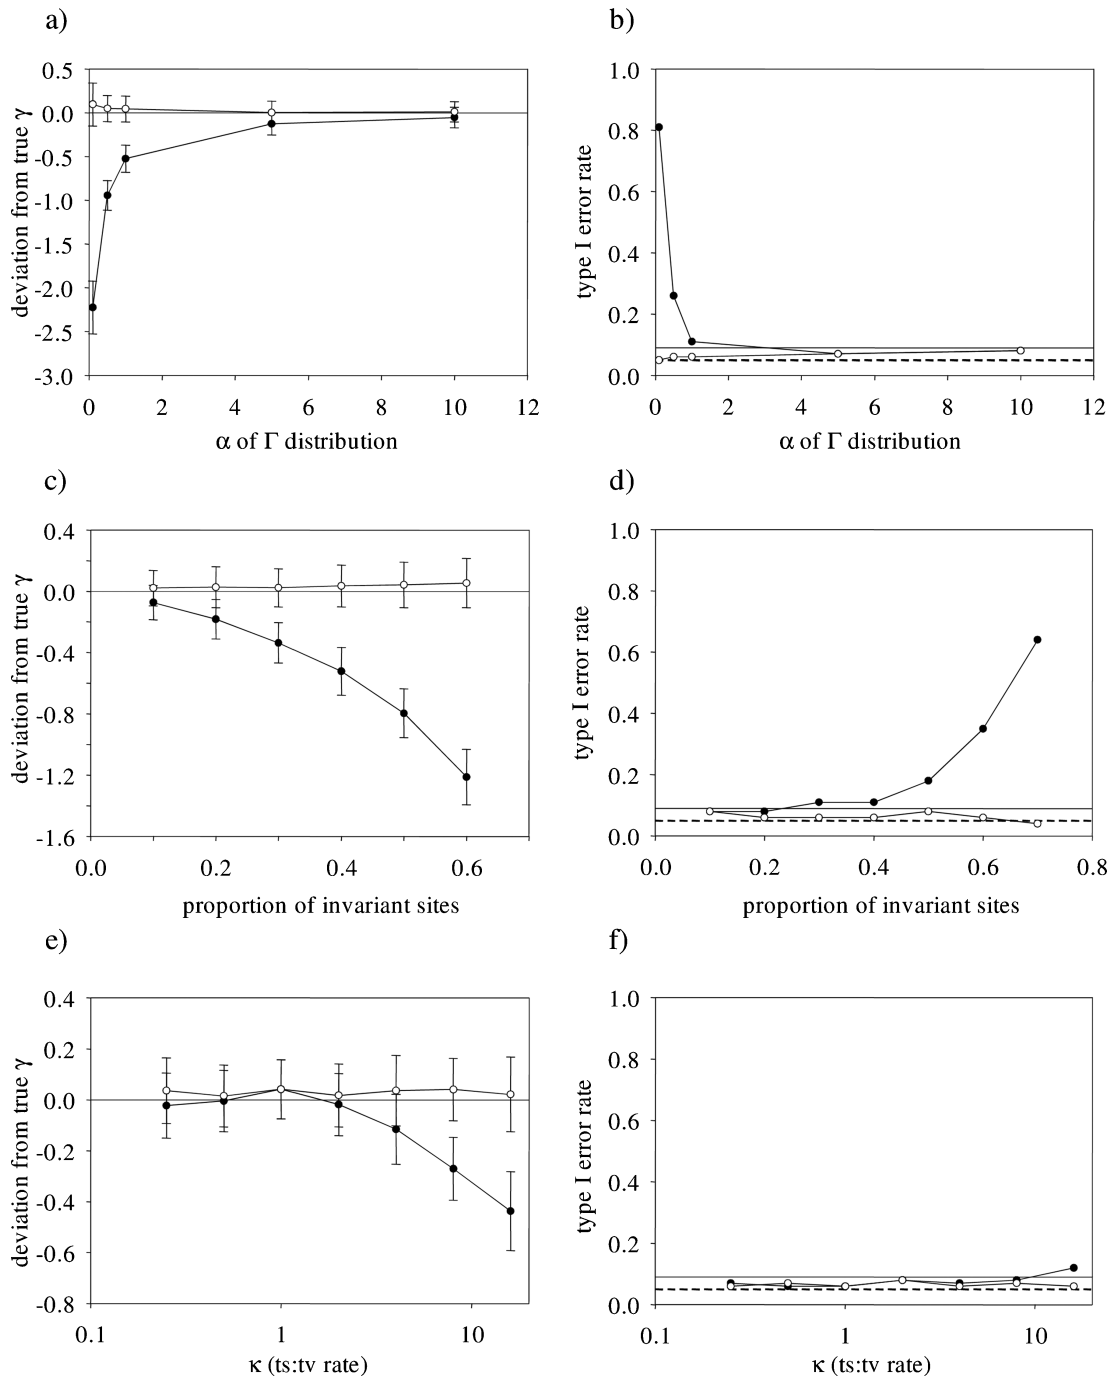 a)
deviation from true γ
0.5
0.0
-0.5
-1.0
-1.5
-2.0
-2.5
-3.0
0 2 4 6 8 10 12
α of Γ distribution
b)
type I error rate
1.0
0.8
0.6
0.4
0.2
0.0
0 2 4 6 8 10 12
α of Γ distribution
c)
deviation from true γ
0.4
0.0
-0.4
-0.8
-1.2
-1.6
0.0 0.2 0.4 0.6
proportion of invariant sites
d)
type I error rate
1.0
0.8
0.6
0.4
0.2
0.0
0.0 0.2 0.4 0.6 0.8
proportion of invariant sites
e)
deviation from true γ
0.4
0.2
0.0
-0.2
-0.4
-0.6
-0.8
0.1 1 10
κ (ts:tv rate)
f)
type I error rate
1.0
0.8
0.6
0.4
0.2
0.0
0.1 1 10
κ (ts:tv rate)